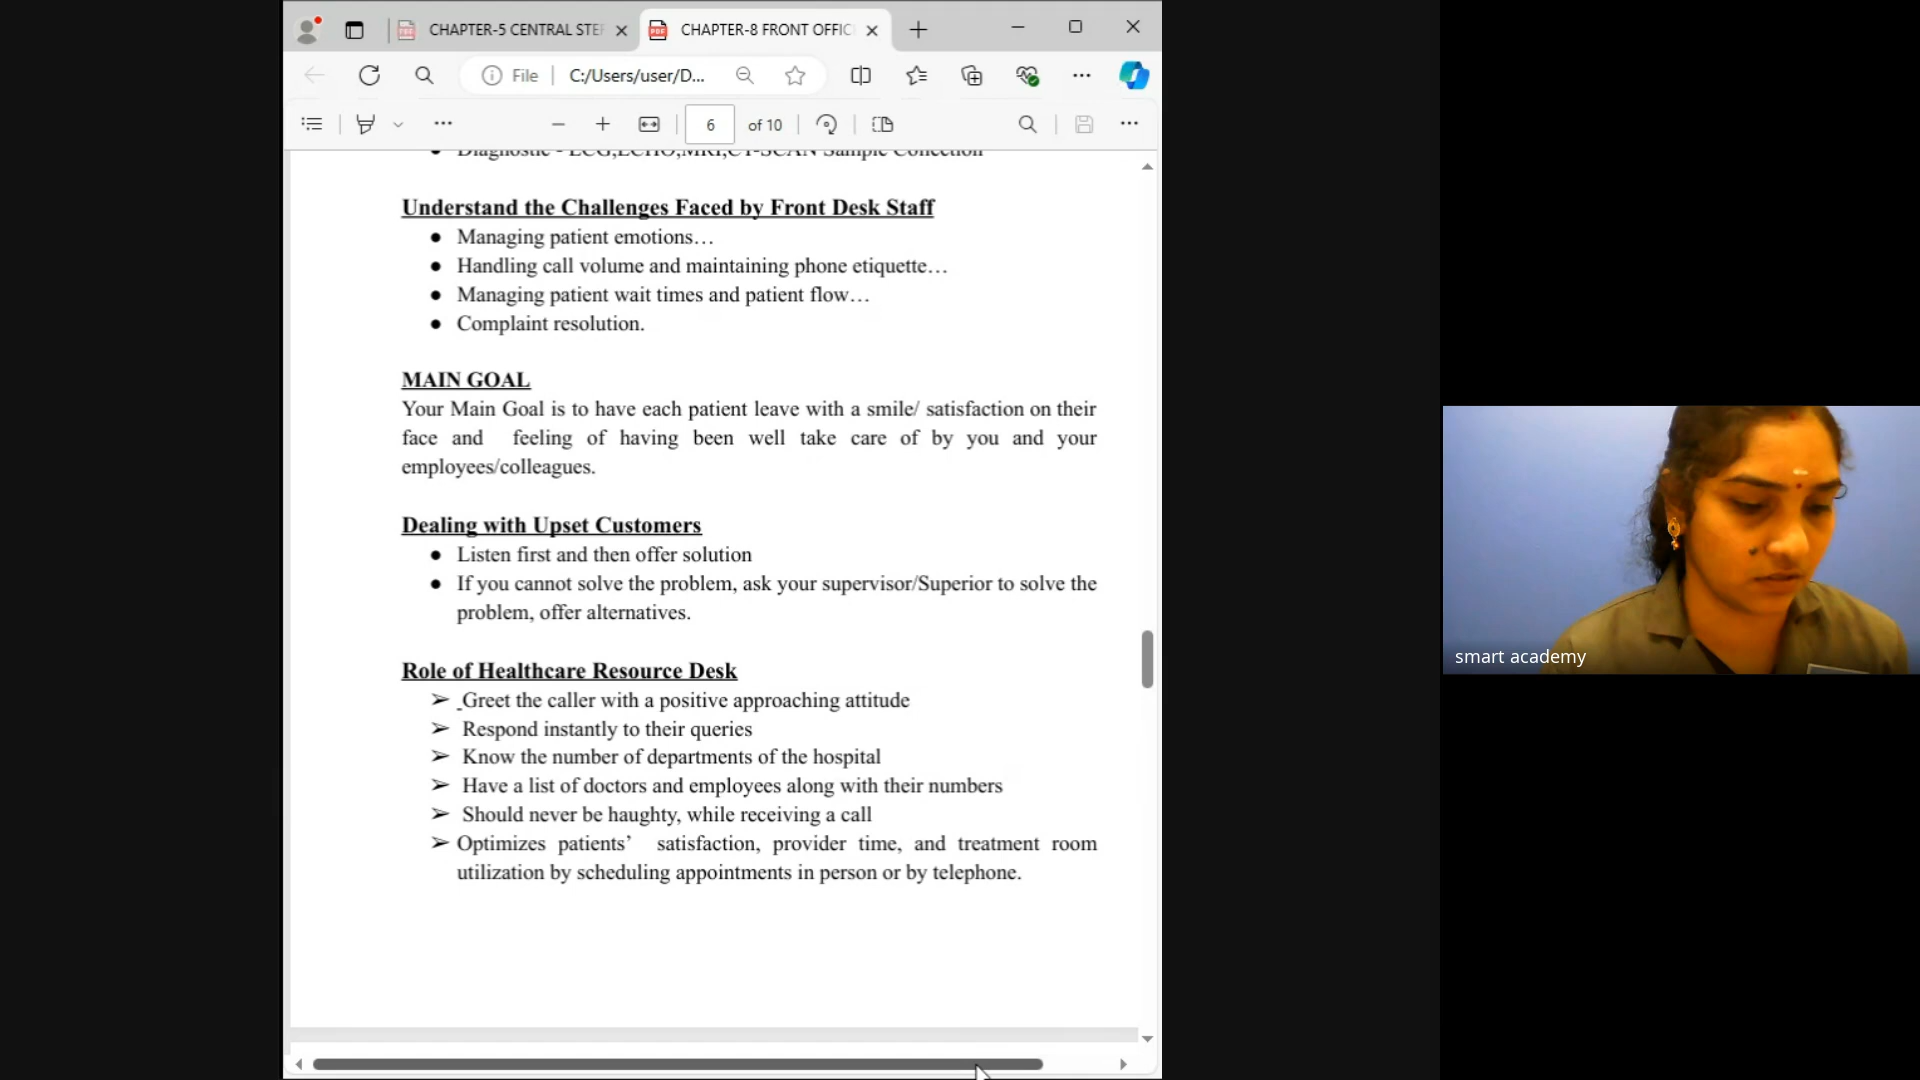 CHAPTER-5 CENTRAL STE
CHAPTER-8 FRONT OFFIC
File
C:/Users/user/D...
6 of 10
Diagnostic - ECG,ECHO,MRI,CT-SCAN Sample Collection
Understand the Challenges Faced by Front Desk Staff
● Managing patient emotions…
● Handling call volume and maintaining phone etiquette…
● Managing patient wait times and patient flow…
● Complaint resolution.
MAIN GOAL
Your Main Goal is to have each patient leave with a smile/ satisfaction on their
face and feeling of having been well take care of by you and your
employees/colleagues.
Dealing with Upset Customers
● Listen first and then offer solution
● If you cannot solve the problem, ask your supervisor/Superior to solve the
problem, offer alternatives.
Role of Healthcare Resource Desk
➢ Greet the caller with a positive approaching attitude
➢ Respond instantly to their queries
➢ Know the number of departments of the hospital
➢ Have a list of doctors and employees along with their numbers
➢ Should never be haughty, while receiving a call
➢ Optimizes patients’ satisfaction, provider time, and treatment room
utilization by scheduling appointments in person or by telephone.
smart academy